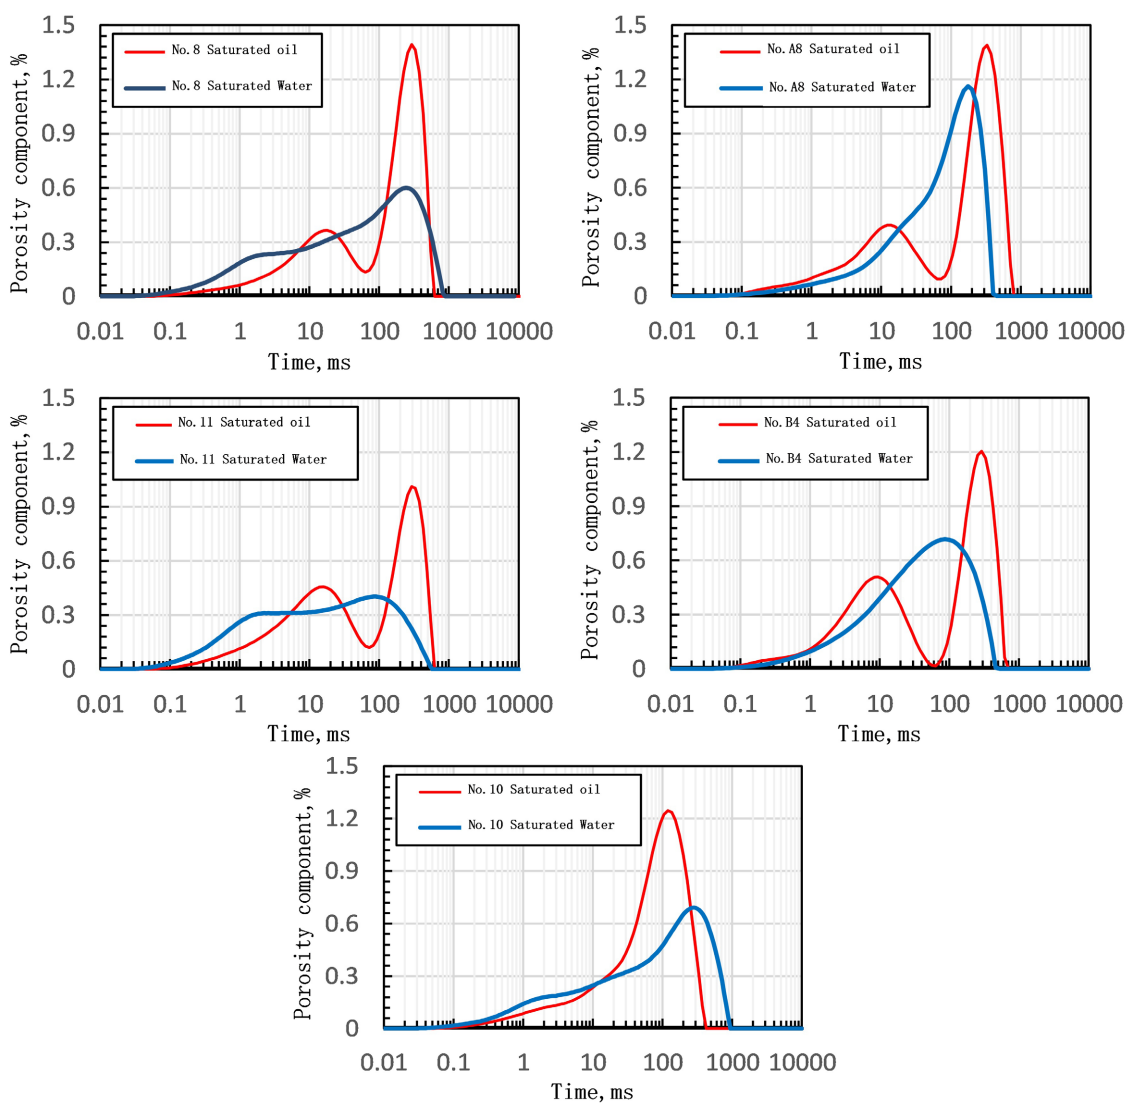 Porosity component,%
1.5
1.2
0.9
0.6
0.3
0
No.8 Saturated oil
No.8 Saturated Water
0.01 0.1 1 10 100 1000 10000
Time,ms
Porosity component,%
1.5
1.2
0.9
0.6
0.3
0
No.A8 Saturated oil
No.A8 Saturated Water
0.01 0.1 1 10 100 1000 10000
Time,ms
Porosity component,%
1.5
1.2
0.9
0.6
0.3
0
No.11 Saturated oil
No.11 Saturated Water
0.01 0.1 1 10 100 1000 10000
Time,ms
Porosity component,%
1.5
1.2
0.9
0.6
0.3
0
No.B4 Saturated oil
No.B4 Saturated Water
0.01 0.1 1 10 100 1000 10000
Time,ms
Porosity component,%
1.5
1.2
0.9
0.6
0.3
0
No.10 Saturated oil
No.10 Saturated Water
0.01 0.1 1 10 100 1000 10000
Time,ms